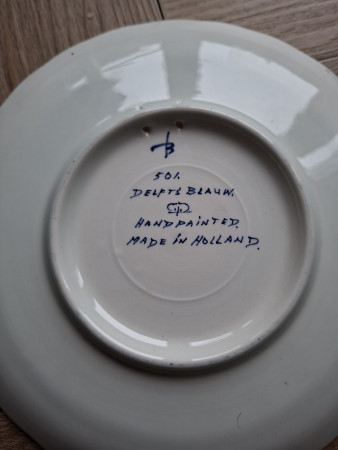 501.
DELFTS BLAUW.
HANDPAINTED.
MADE IN HOLLAND.